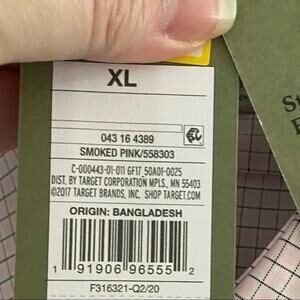 XL
043 16 4389
SMOKED PINK/558303
C-000443-01-011 GF17_50A01-0025
DIST. BY TARGET CORPORATION MPLS., MN 55403
©2017 TARGET BRANDS, INC. SHOP TARGET.COM
ORIGIN: BANGLADESH
1 91906 96555 2
F316321-Q2/20
St